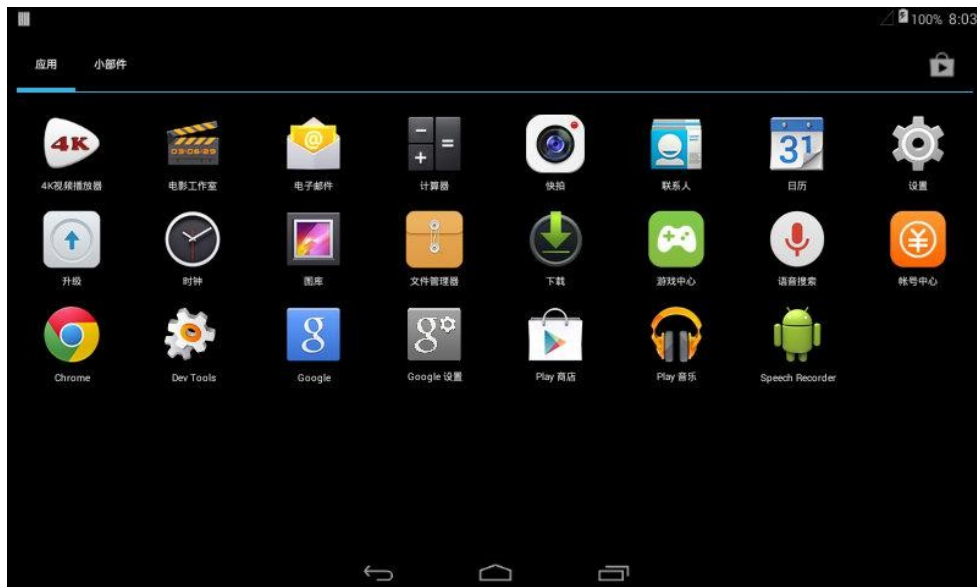 100% 8:03
应用 小部件
4K
03:06:29
@
31
4K视频播放器 电影工作室 电子邮件 计算器 快拍 联系人 日历 设置
升级 时钟 图库 文件管理器 下载 游戏中心 语音搜索 帐号中心
g g
Chrome Dev Tools Google Google 设置 Play 商店 Play 音乐 Speech Recorder